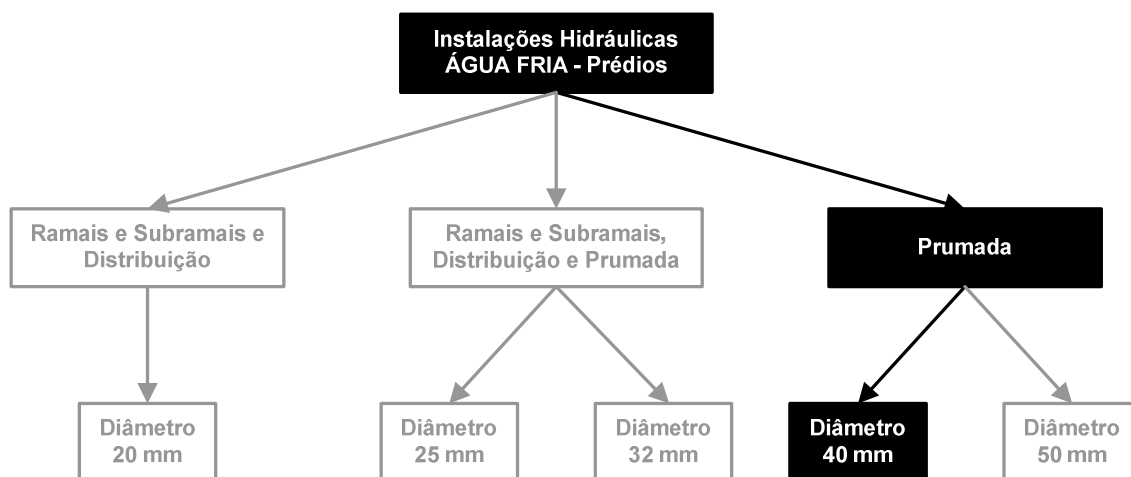 Instalações Hidráulicas
ÁGUA FRIA - Prédios
Ramais e Subramais e
Distribuição
Ramais e Subramais,
Distribuição e Prumada
Prumada
Diâmetro
20 mm
Diâmetro
25 mm
Diâmetro
32 mm
Diâmetro
40 mm
Diâmetro
50 mm